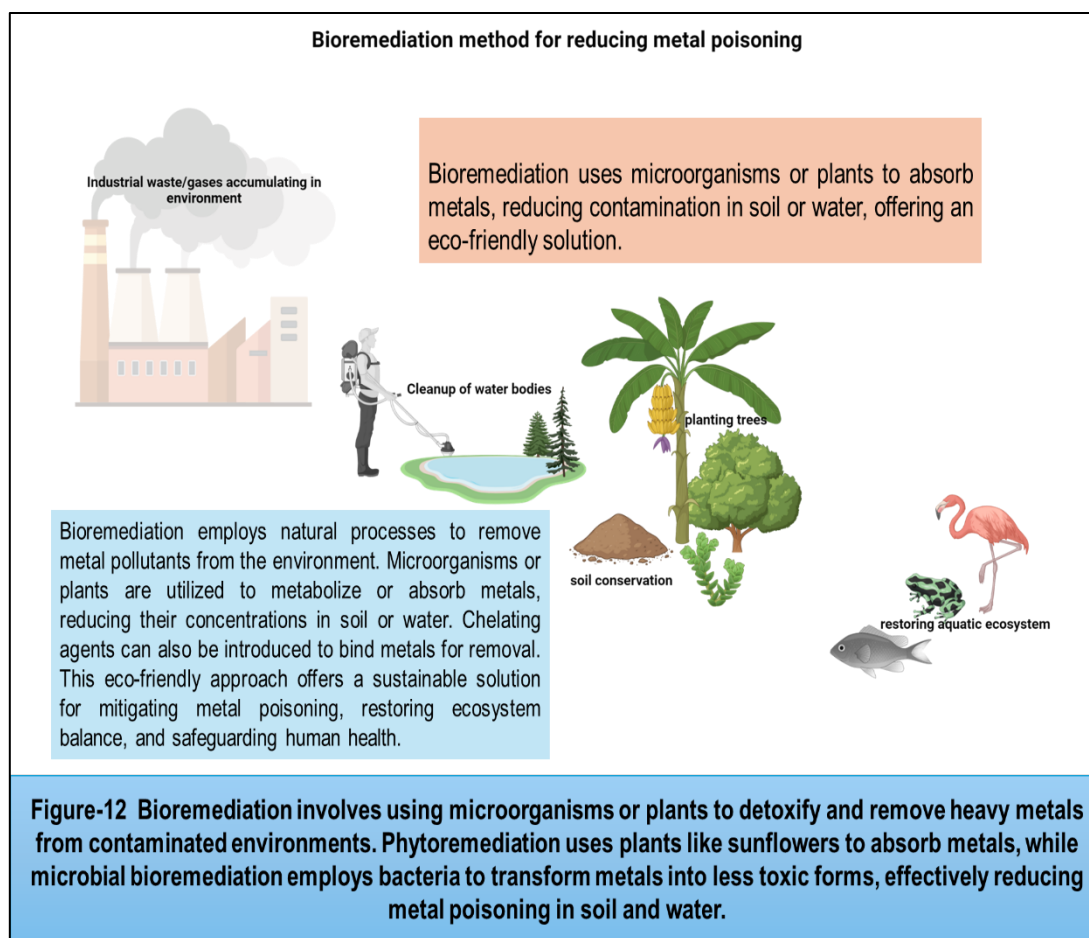 Bioremediation method for reducing metal poisoning
Industrial waste/gases accumulating in
environment
Bioremediation uses microorganisms or plants to absorb
metals, reducing contamination in soil or water, offering an
eco-friendly solution.
Cleanup of water bodies
planting trees
soil conservation
restoring aquatic ecosystem
Bioremediation employs natural processes to remove
metal pollutants from the environment. Microorganisms or
plants are utilized to metabolize or absorb metals,
reducing their concentrations in soil or water. Chelating
agents can also be introduced to bind metals for removal.
This eco-friendly approach offers a sustainable solution
for mitigating metal poisoning, restoring ecosystem
balance, and safeguarding human health.
Figure-12 Bioremediation involves using microorganisms or plants to detoxify and remove heavy metals
from contaminated environments. Phytoremediation uses plants like sunflowers to absorb metals, while
microbial bioremediation employs bacteria to transform metals into less toxic forms, effectively reducing
metal poisoning in soil and water.